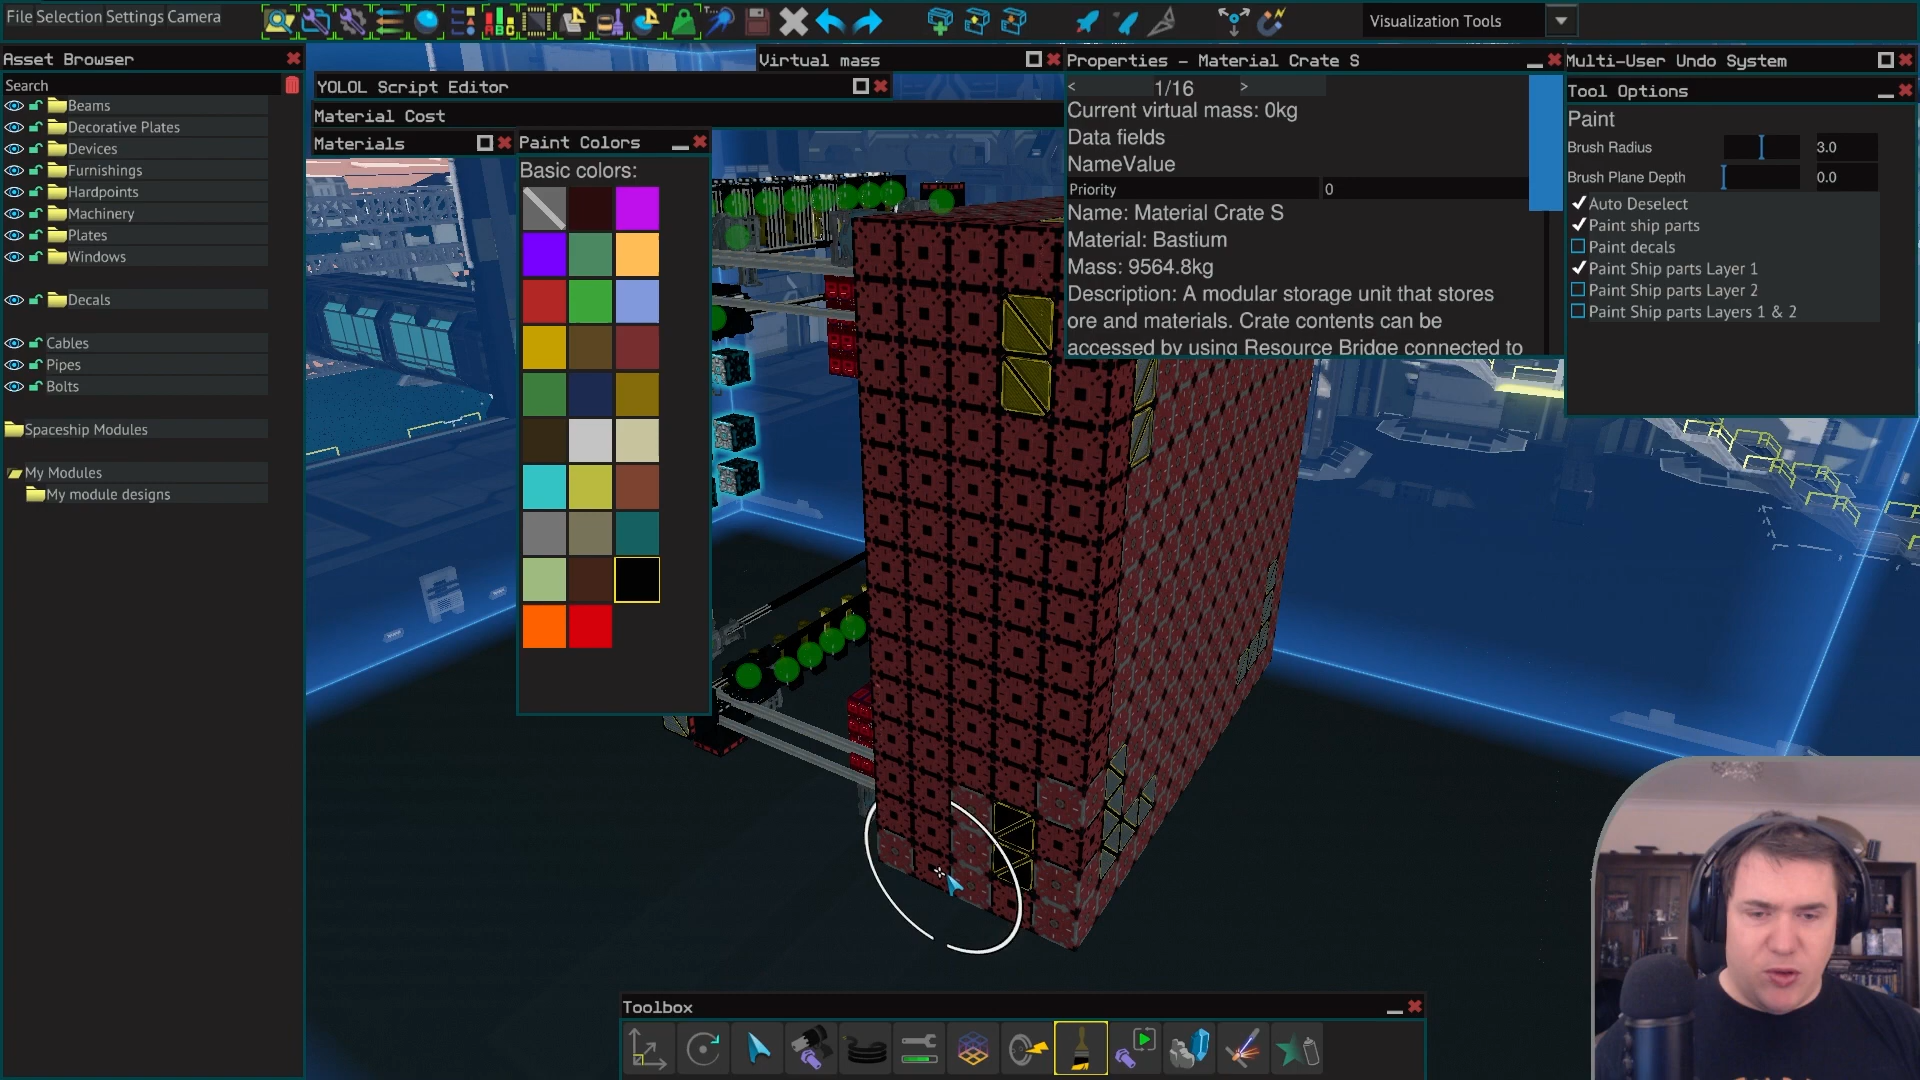 File Selection Settings Camera
Visualization Tools
Asset Browser
Search
Beams
Decorative Plates
Devices
Furnishings
Hardpoints
Machinery
Plates
Windows
Decals
Cables
Pipes
Bolts
Spaceship Modules
My Modules
My module designs
Virtual mass
YOLOL Script Editor
Material Cost
Materials
Paint Colors
Basic colors:
Properties - Material Crate S
< 1/16 >
Current virtual mass: 0kg
Data fields
NameValue
Priority 0
Name: Material Crate S
Material: Bastium
Mass: 9564.8kg
Description: A modular storage unit that stores
ore and materials. Crate contents can be
accessed by using Resource Bridge connected to
Multi-User Undo System
Tool Options
Paint
Brush Radius 3.0
Brush Plane Depth 0.0
Auto Deselect
Paint ship parts
Paint decals
Paint Ship parts Layer 1
Paint Ship parts Layer 2
Paint Ship parts Layers 1 & 2
Toolbox